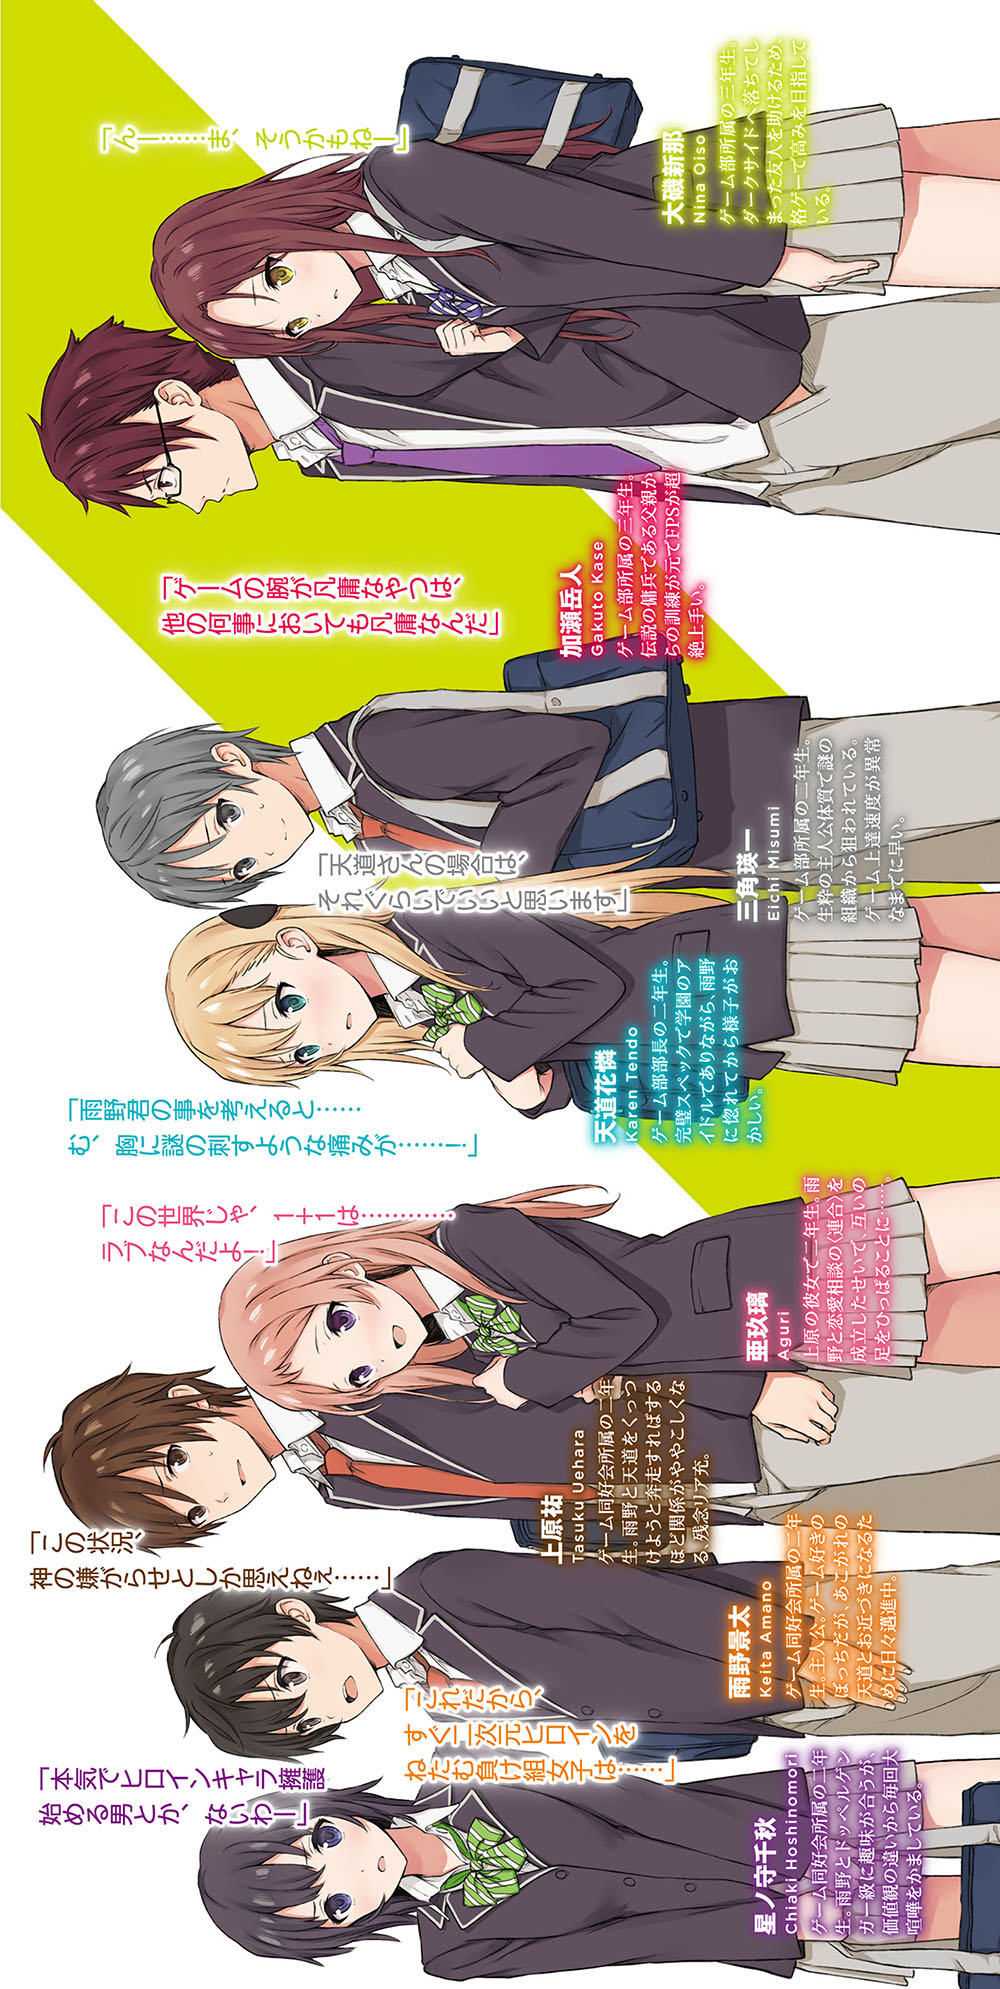 「本気でヒロインキャラ擁護
始める男とか、ないわー」
星ノ守千秋
Chiaki Hoshinomori
ゲーム同好会所属の二年
生。雨野とドッペルゲン
ガー級に趣味が合うが、
価値観の違いから毎回大
喧嘩をかましている。
「これだから、
すぐ二次元ヒロインを
ねたむ負け組女子は……」
雨野景太
Keita Amano
ゲーム同好会所属の二年
生。主人公。ゲーム好きの
ぼっちだが、あこがれの
天道とお近づきになるた
めに日々邁進中。
「この状況、
神の嫌がらせとしか思えねぇ……」
上原祐
Tasuku Uehara
ゲーム同好会所属の二年
生。雨野と天道をくっつ
けようと奔走すればする
ほど関係がややこしくな
る、残念リア充。
「この世界じゃ、1+1は…………
ラブなんだよ!」
亜玖璃
Aguri
上原の彼女で二年生。雨
野と恋愛相談の〈連合〉を
成立したせいで、互いの
足をひっぱることに……。
「雨野君の事を考えると……
む、胸に謎の刺すような痛みが……!」
天道花憐
Karen Tendo
ゲーム部部長の二年生。
完璧スペックで学園のア
イドルでありながら、雨野
に惚れてから様子がお
かしい。
「天道さんの場合は、
それぐらいでいいと思います」
三角瑛一
Eichi Misumi
ゲーム部所属の二年生。
生粋の主人公体質で謎の
組織から狙われている。
ゲーム上達速度が異常
なまでに早い。
「ゲームの腕が凡庸なやつは、
他の何事においても凡庸なんだ」
加瀬岳人
Gakuto Kase
ゲーム部所属の三年生。
伝説の傭兵である父親か
らの訓練が元でFPSが超
絶上手い。
「んー……ま、そうかもねー」
大磯新那
Nina Oiso
ゲーム部所属の三年生。
ダークサイドへ落ちてし
まった友人を助けるため、
格ゲーで高みを目指して
いる。